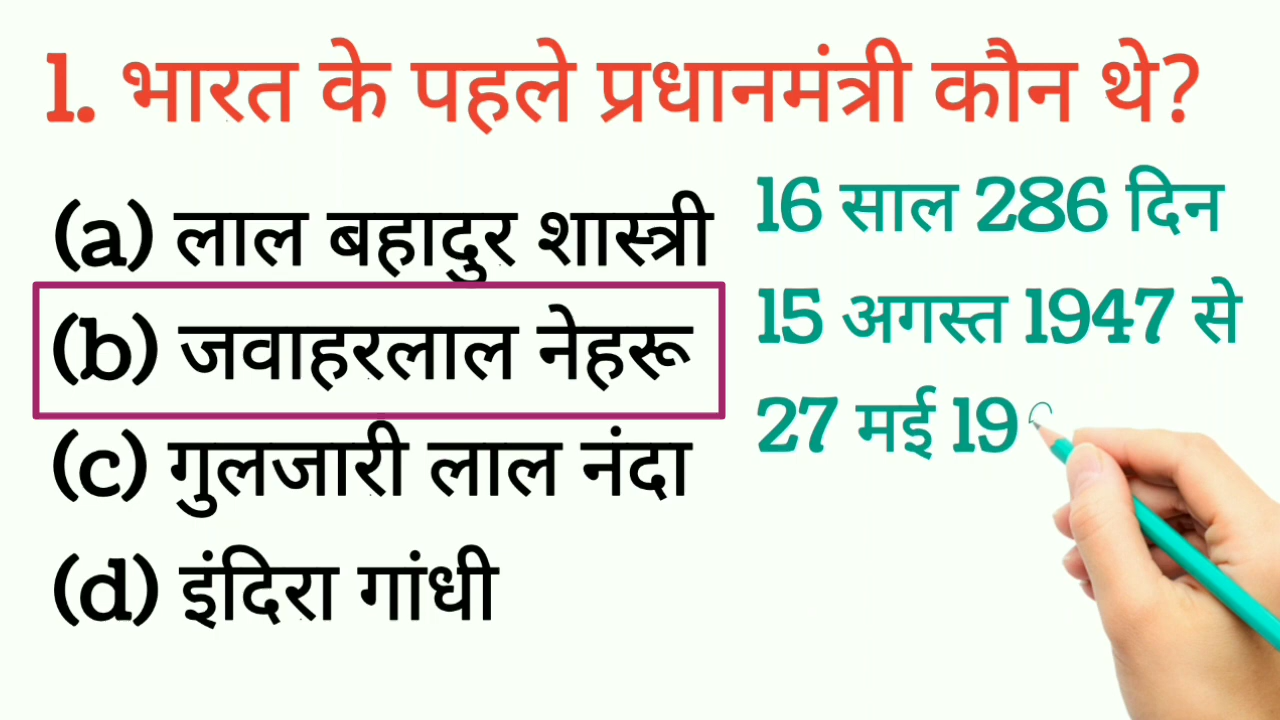 1. भारत के पहले प्रधानमंत्री कौन थे?
(a) लाल बहादुर शास्त्री
(b) जवाहरलाल नेहरू
(c) गुलजारी लाल नंदा
(d) इंदिरा गांधी
16 साल 286 दिन
15 अगस्त 1947 से
27 मई 19